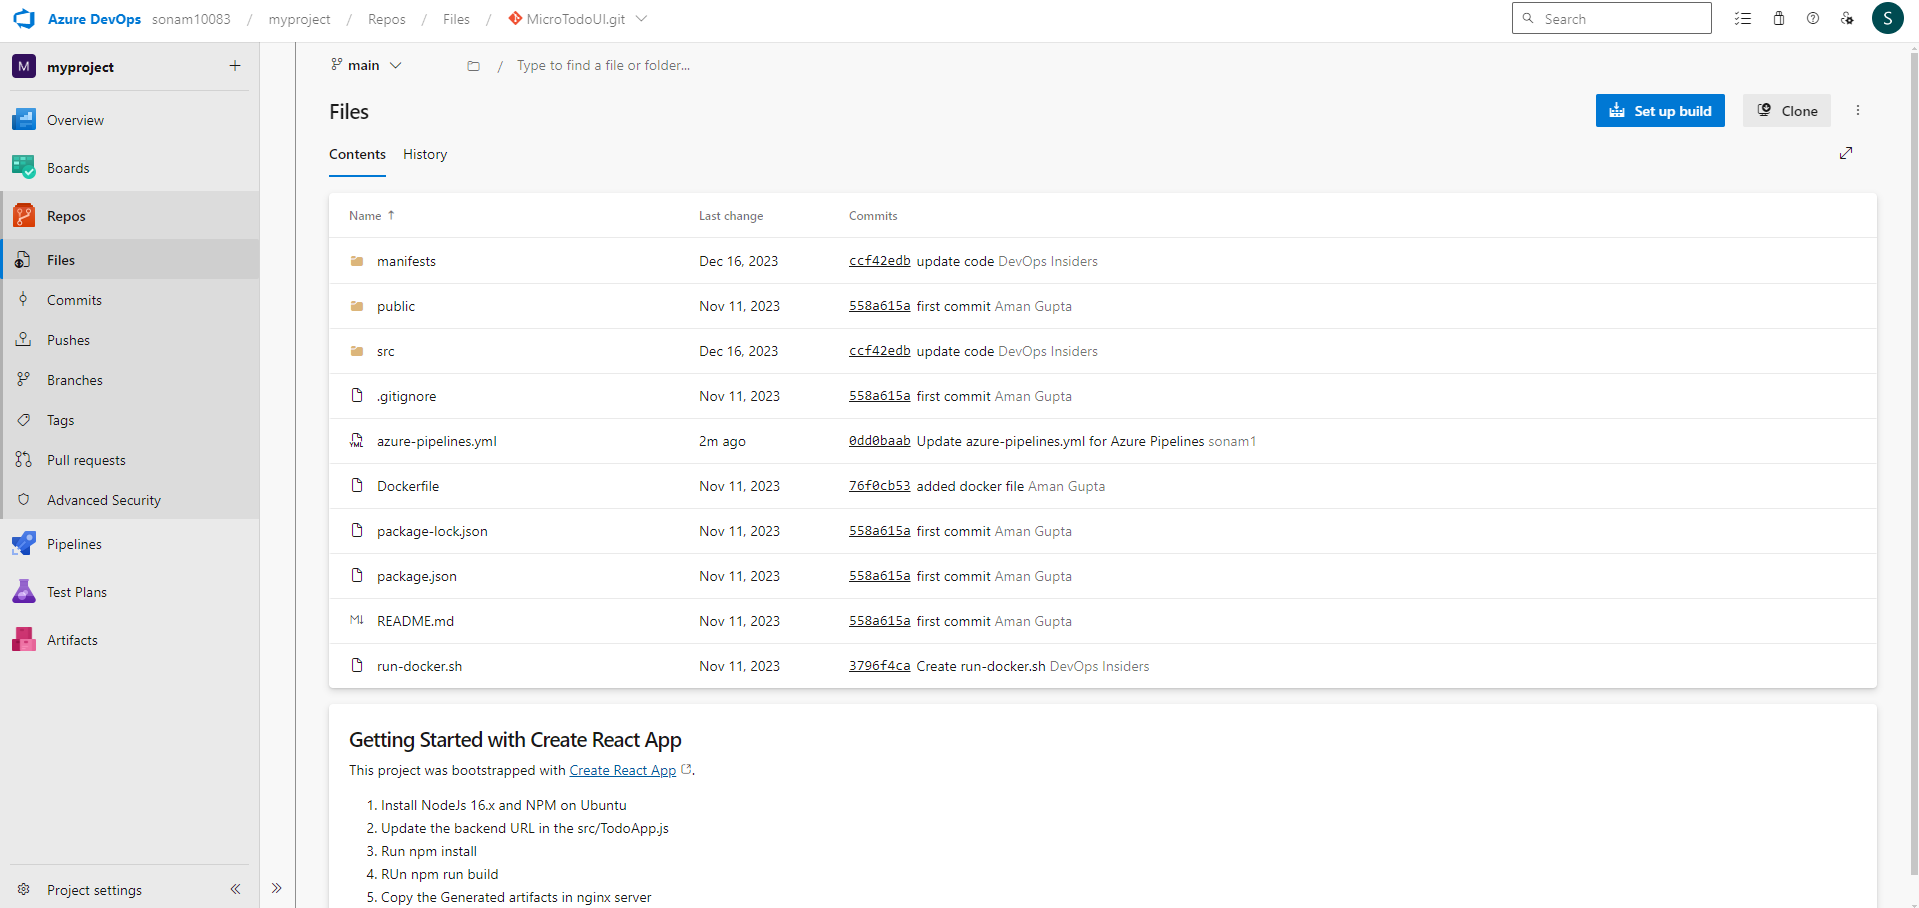 Azure DevOps sonam10083 / myproject / Repos / Files / MicroTodoUI.git
Search
S
M myproject +
Overview
Boards
Repos
Files
Commits
Pushes
Branches
Tags
Pull requests
Advanced Security
Pipelines
Test Plans
Artifacts
Project settings
main
/ Type to find a file or folder...
Files
Set up build
Clone
Contents History
Name ↑ Last change Commits
manifests Dec 16, 2023 ccf42edb update code DevOps Insiders
public Nov 11, 2023 558a615a first commit Aman Gupta
src Dec 16, 2023 ccf42edb update code DevOps Insiders
.gitignore Nov 11, 2023 558a615a first commit Aman Gupta
YML azure-pipelines.yml 2m ago 0dd0baab Update azure-pipelines.yml for Azure Pipelines sonam1
Dockerfile Nov 11, 2023 76f0cb53 added docker file Aman Gupta
package-lock.json Nov 11, 2023 558a615a first commit Aman Gupta
package.json Nov 11, 2023 558a615a first commit Aman Gupta
M↓ README.md Nov 11, 2023 558a615a first commit Aman Gupta
run-docker.sh Nov 11, 2023 3796f4ca Create run-docker.sh DevOps Insiders
Getting Started with Create React App
This project was bootstrapped with Create React App.
1. Install NodeJs 16.x and NPM on Ubuntu
2. Update the backend URL in the src/TodoApp.js
3. Run npm install
4. RUn npm run build
5. Copy the Generated artifacts in nginx server